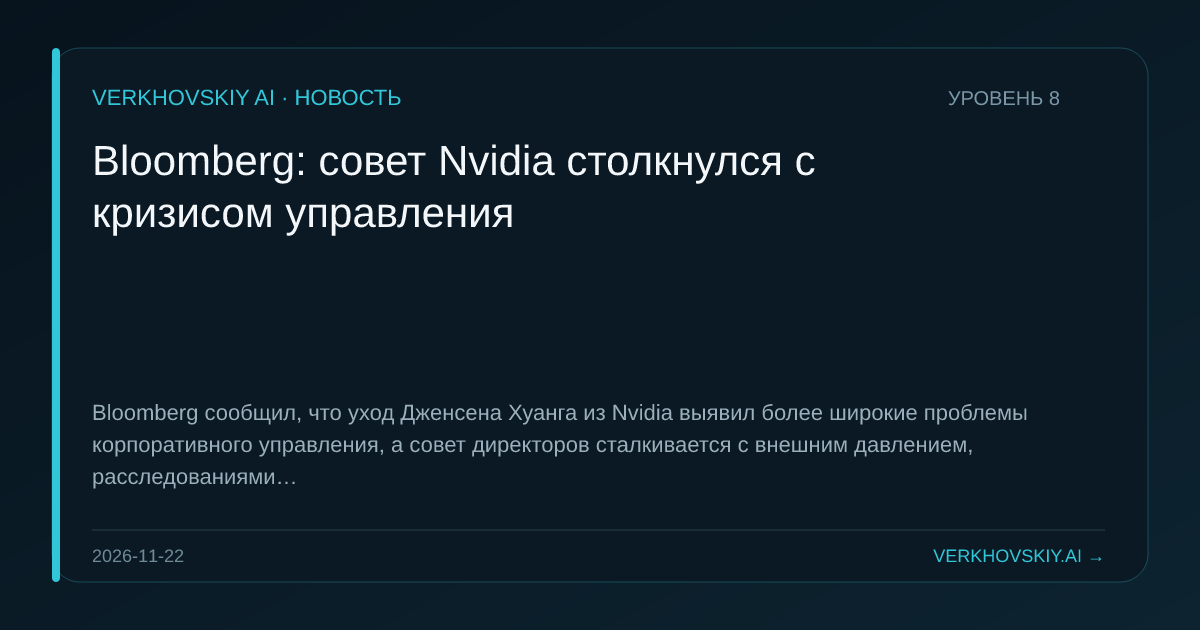 VERKHOVSKIY AI · НОВОСТЬ
УРОВЕНЬ 8
Bloomberg: совет Nvidia столкнулся с
кризисом управления
Bloomberg сообщил, что уход Дженсена Хуанга из Nvidia выявил более широкие проблемы
корпоративного управления, а совет директоров сталкивается с внешним давлением,
расследованиями…
2026-11-22
VERKHOVSKIY.AI →